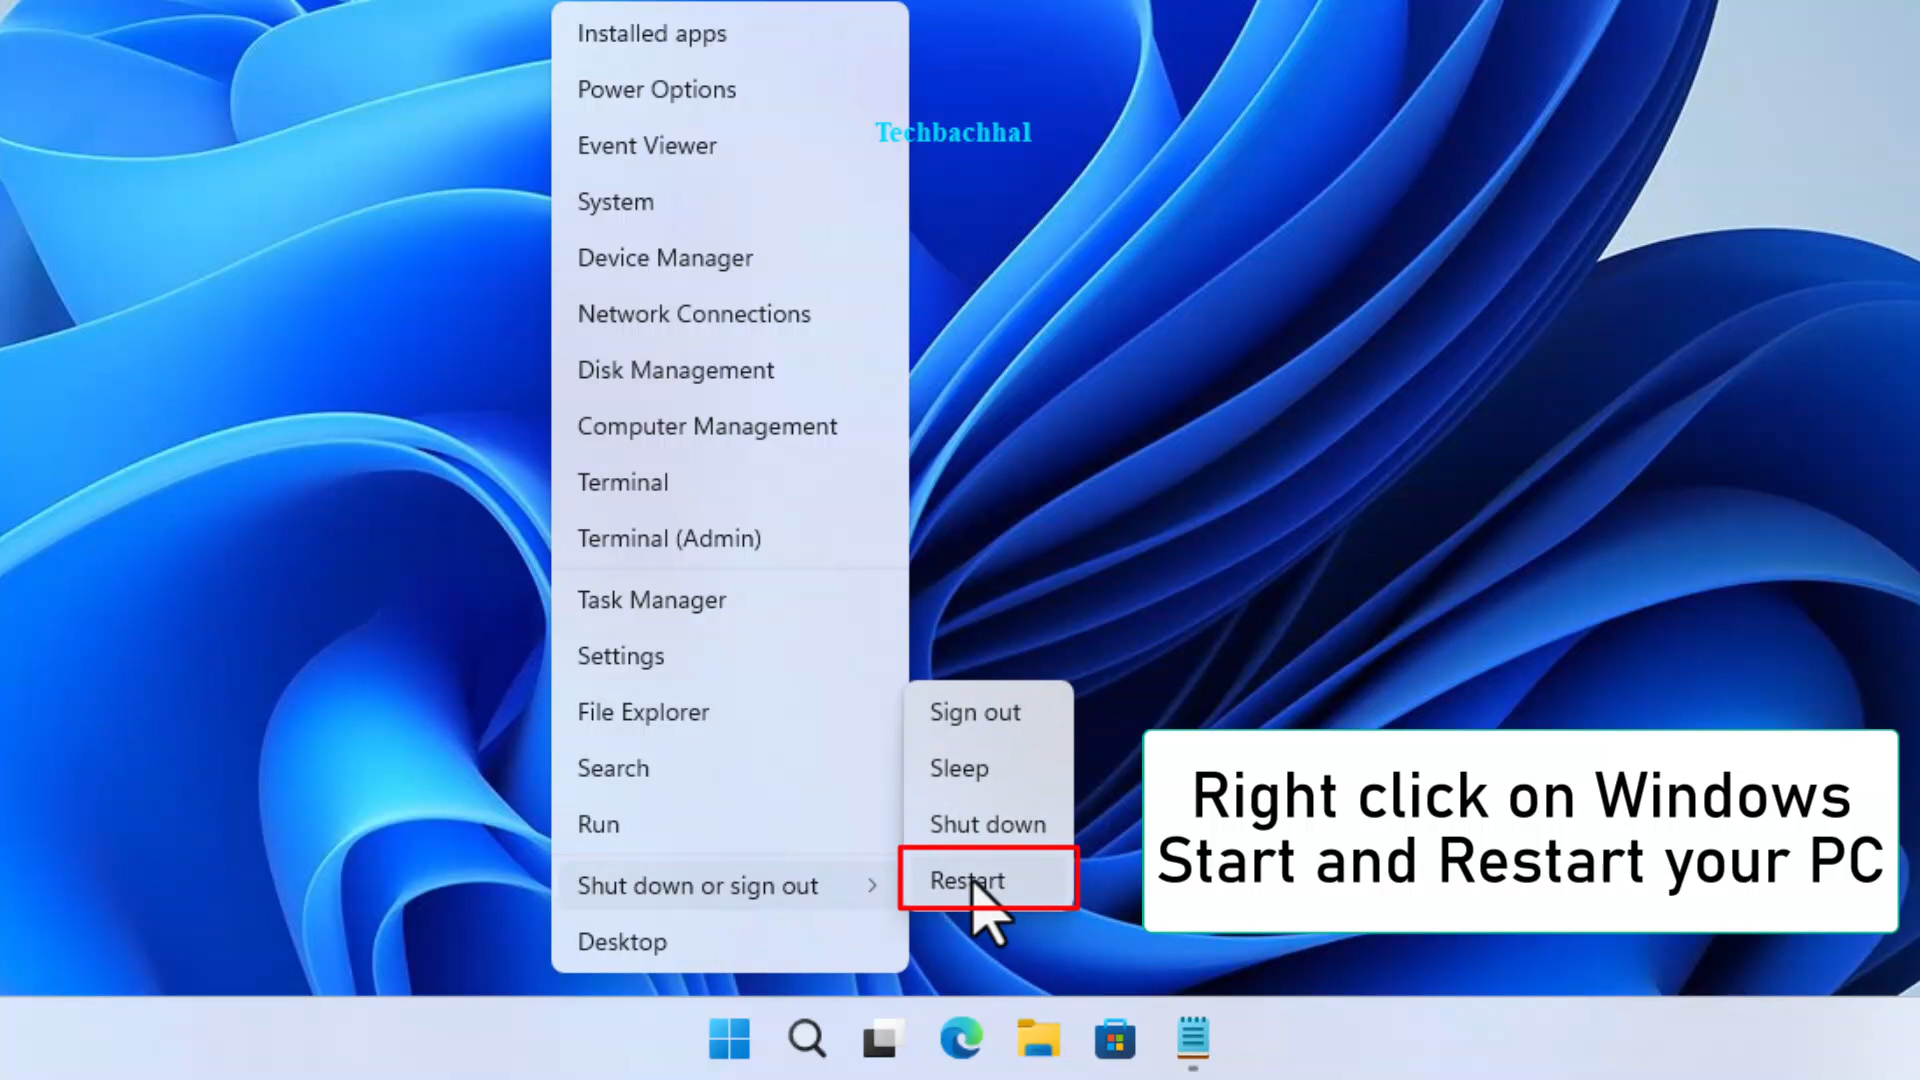 Installed apps
Power Options
Techbachhal
Event Viewer
System
Device Manager
Network Connections
Disk Management
Computer Management
Terminal
Terminal (Admin)
Task Manager
Settings
File Explorer
Search
Run
Shut down or sign out
Desktop
Sign out
Sleep
Shut down
Restart
Right click on Windows
Start and Restart your PC